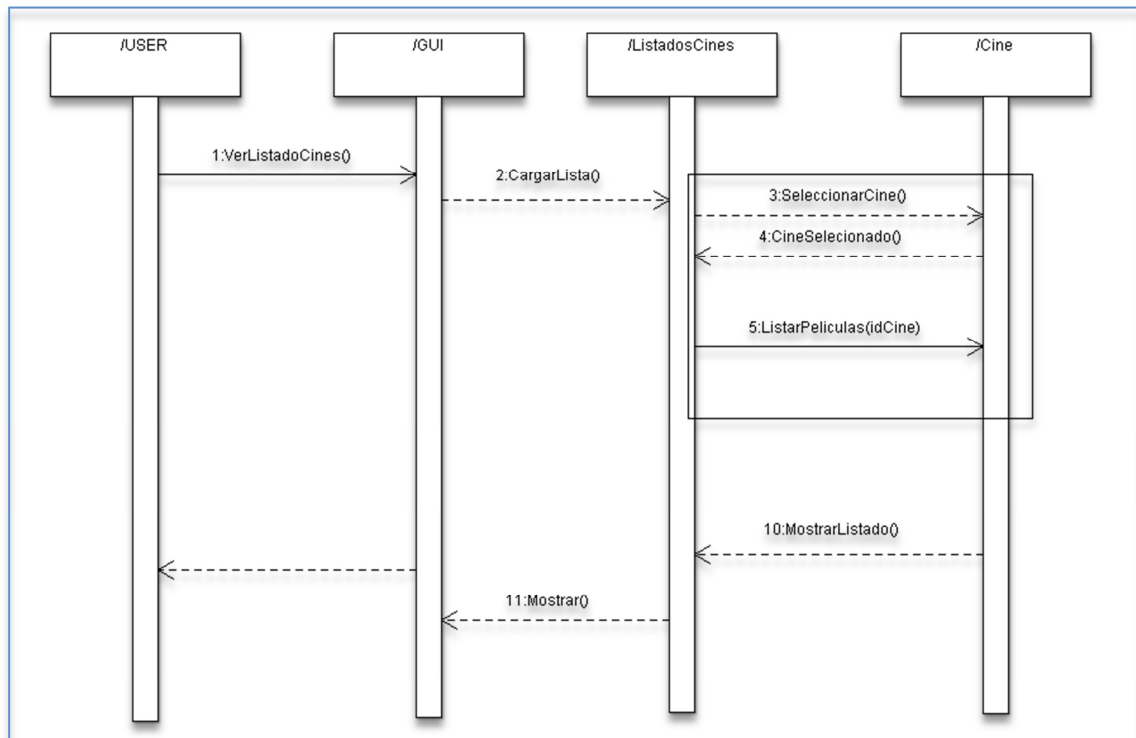 /USER
/GUI
/ListadosCines
/Cine
1:VerListadoCines()
2:CargarLista()
3:SeleccionarCine()
4:CineSelecionado()
5:ListarPeliculas(idCine)
10:MostrarListado()
11:Mostrar()